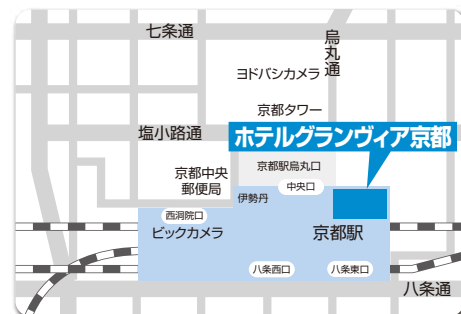 七条通
烏丸通
ヨドバシカメラ
京都タワー
塩小路通
ホテルグランヴィア京都
京都駅烏丸口
京都中央
郵便局
中央口
伊勢丹
西洞院口
ビックカメラ
京都駅
八条西口
八条東口
八条通